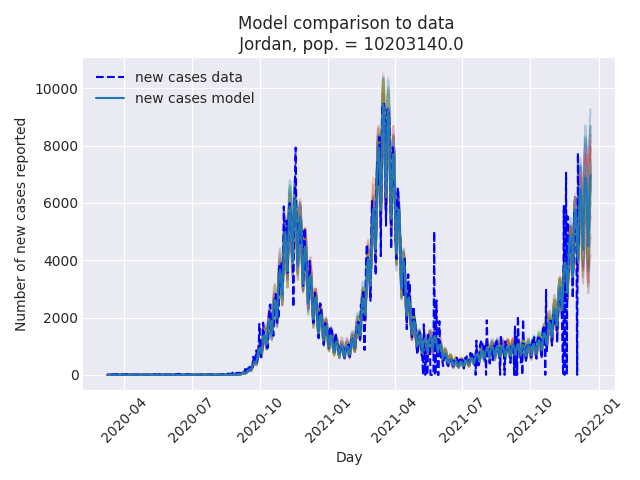 Model comparison to data
Jordan, pop. = 10203140.0
new cases data
new cases model
Number of new cases reported
10000
8000
6000
4000
2000
0
2020-04
2020-07
2020-10
2021-01
2021-04
2021-07
2021-10
2022-01
Day